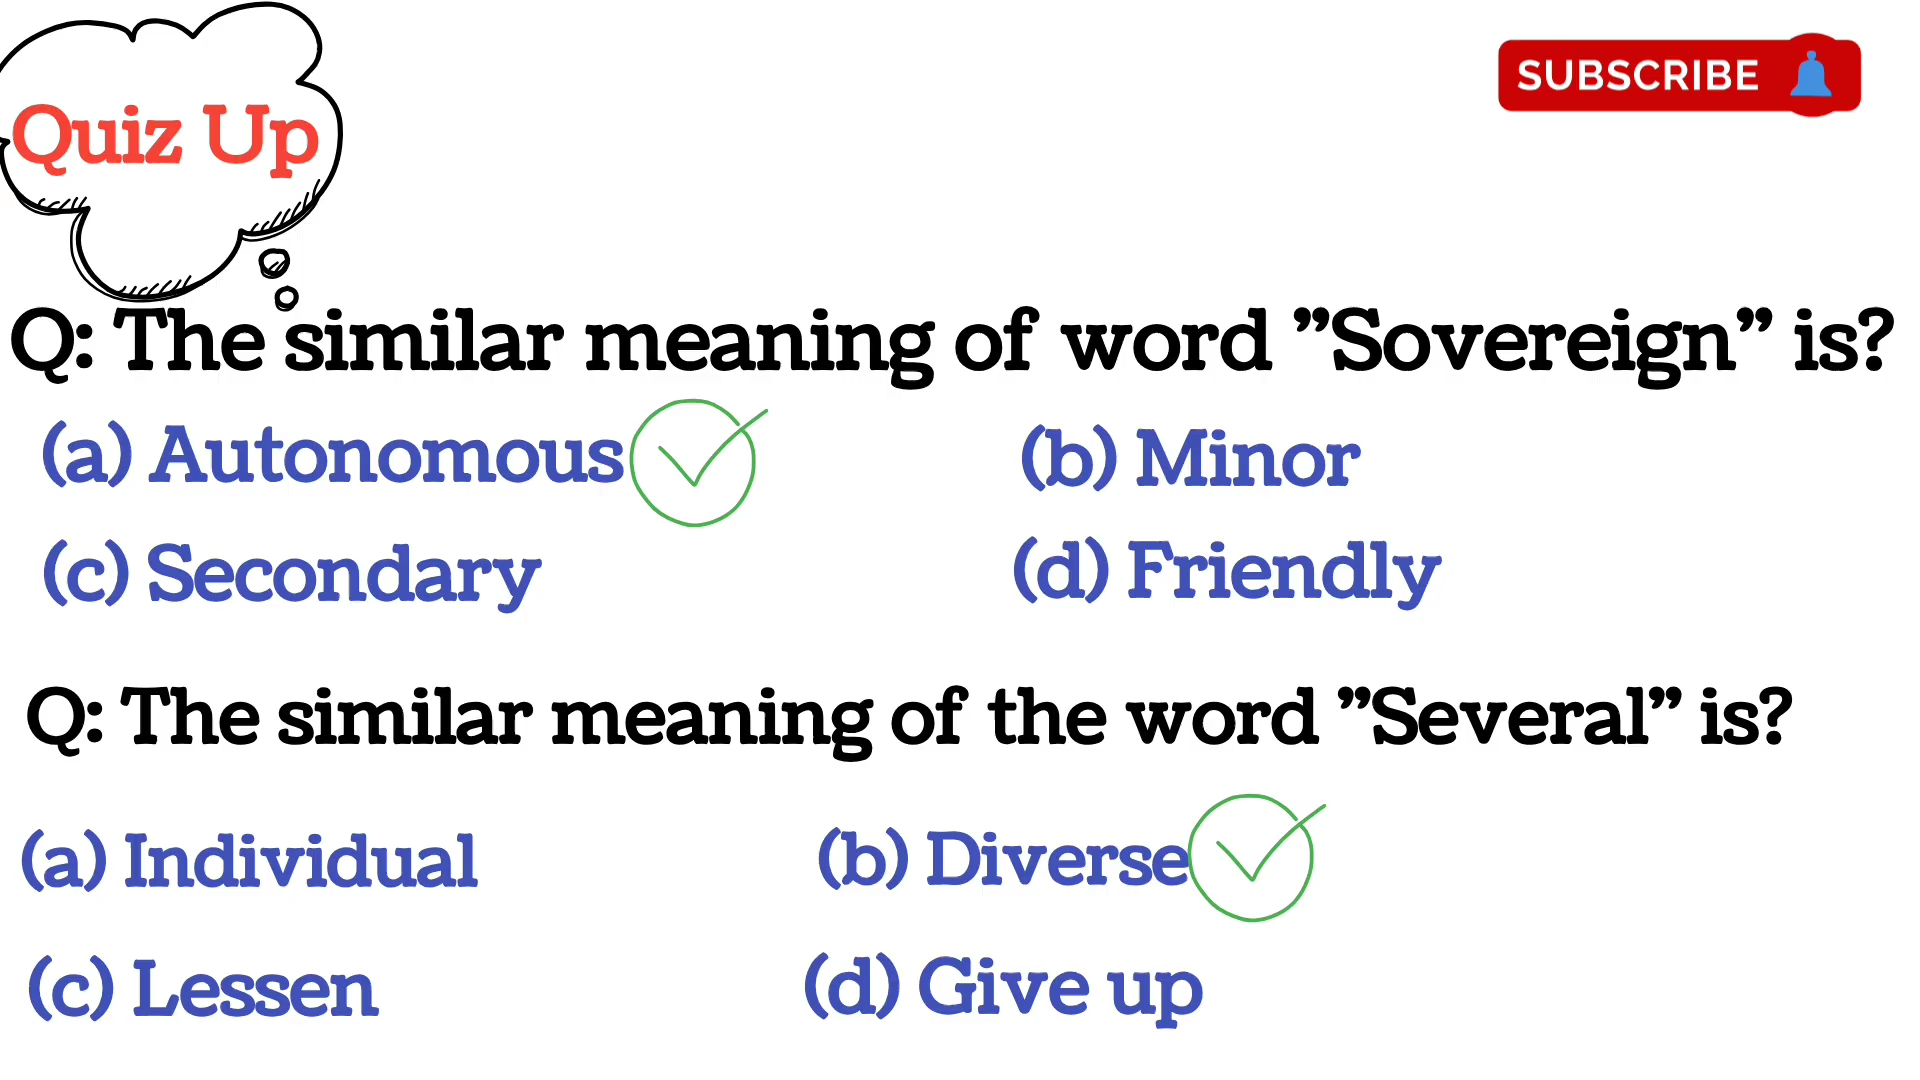 Quiz Up
SUBSCRIBE
Q: The similar meaning of word ”Sovereign” is?
(a) Autonomous
(b) Minor
(c) Secondary
(d) Friendly
Q: The similar meaning of the word ”Several” is?
(a) Individual
(b) Diverse
(c) Lessen
(d) Give up